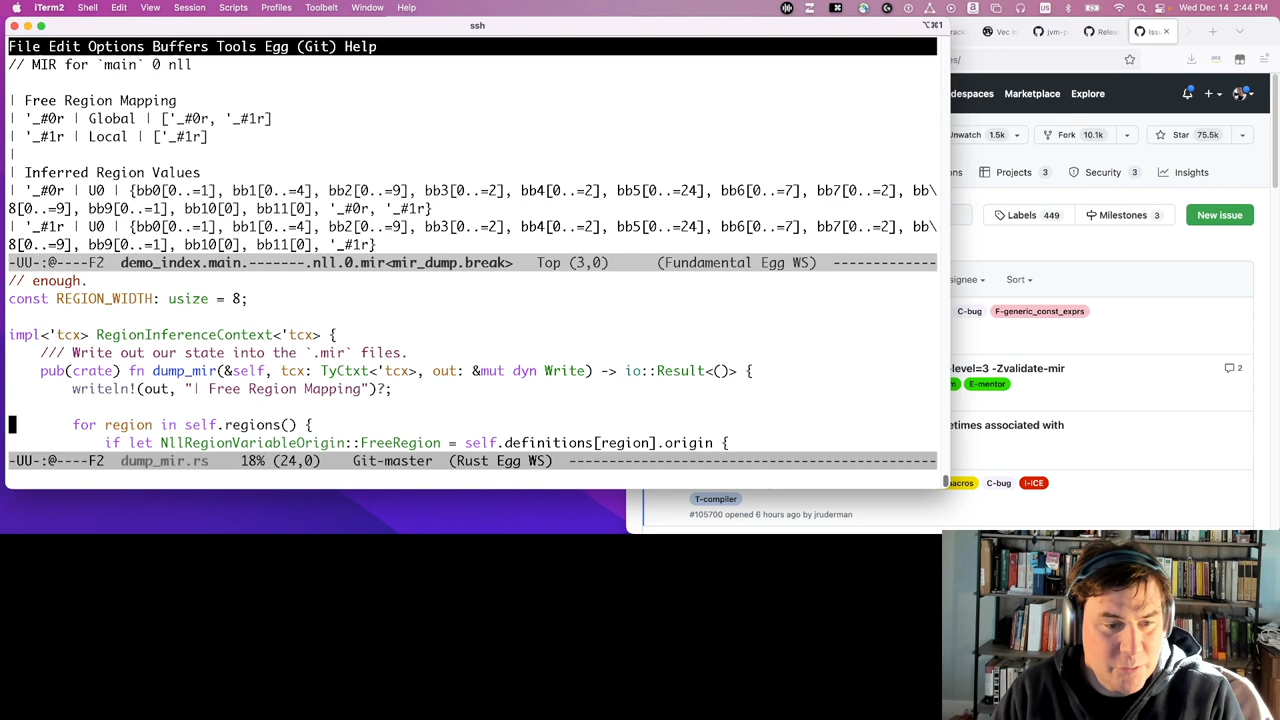 iTerm2 Shell Edit View Session Scripts Profiles Toolbelt Window Help Wed Dec 14 2:44 PM
ssh ⌥⌘1
File Edit Options Buffers Tools Egg (Git) Help
// MIR for `main` 0 nll
| Free Region Mapping
| '_#0r | Global | ['_#0r, '_#1r]
| '_#1r | Local | ['_#1r]
|
| Inferred Region Values
| '_#0r | U0 | {bb0[0..=1], bb1[0..=4], bb2[0..=9], bb3[0..=2], bb4[0..=2], bb5[0..=24], bb6[0..=7], bb7[0..=2], bb\
8[0..=9], bb9[0..=1], bb10[0], bb11[0], '_#0r, '_#1r}
| '_#1r | U0 | {bb0[0..=1], bb1[0..=4], bb2[0..=9], bb3[0..=2], bb4[0..=2], bb5[0..=24], bb6[0..=7], bb7[0..=2], bb\
8[0..=9], bb9[0..=1], bb10[0], bb11[0], '_#1r}
-UU-:@----F2 demo_index.main.-------.nll.0.mir<mir_dump.break> Top (3,0) (Fundamental Egg WS) -------------
// enough.
const REGION_WIDTH: usize = 8;
impl<'tcx> RegionInferenceContext<'tcx> {
/// Write out our state into the `.mir` files.
pub(crate) fn dump_mir(&self, tcx: TyCtxt<'tcx>, out: &mut dyn Write) -> io::Result<()> {
writeln!(out, "| Free Region Mapping")?;
for region in self.regions() {
if let NllRegionVariableOrigin::FreeRegion = self.definitions[region].origin {
-UU-:@----F2 dump_mir.rs 18% (24,0) Git-master (Rust Egg WS) ----------------------------------------------
Vec i jvm-p Relea Iss
es/
despaces Marketplace Explore
nwatch 1.5k Fork 10.1k Star 75.5k
ns Projects 3 Security 3 Insights
Labels 449 Milestones 3 New issue
signee Sort
C-bug F-generic_const_exprs
-level=3 -Zvalidate-mir 2
E-mentor
etimes associated with
acros C-bug I-ICE
T-compiler
#105700 opened 6 hours ago by jruderman